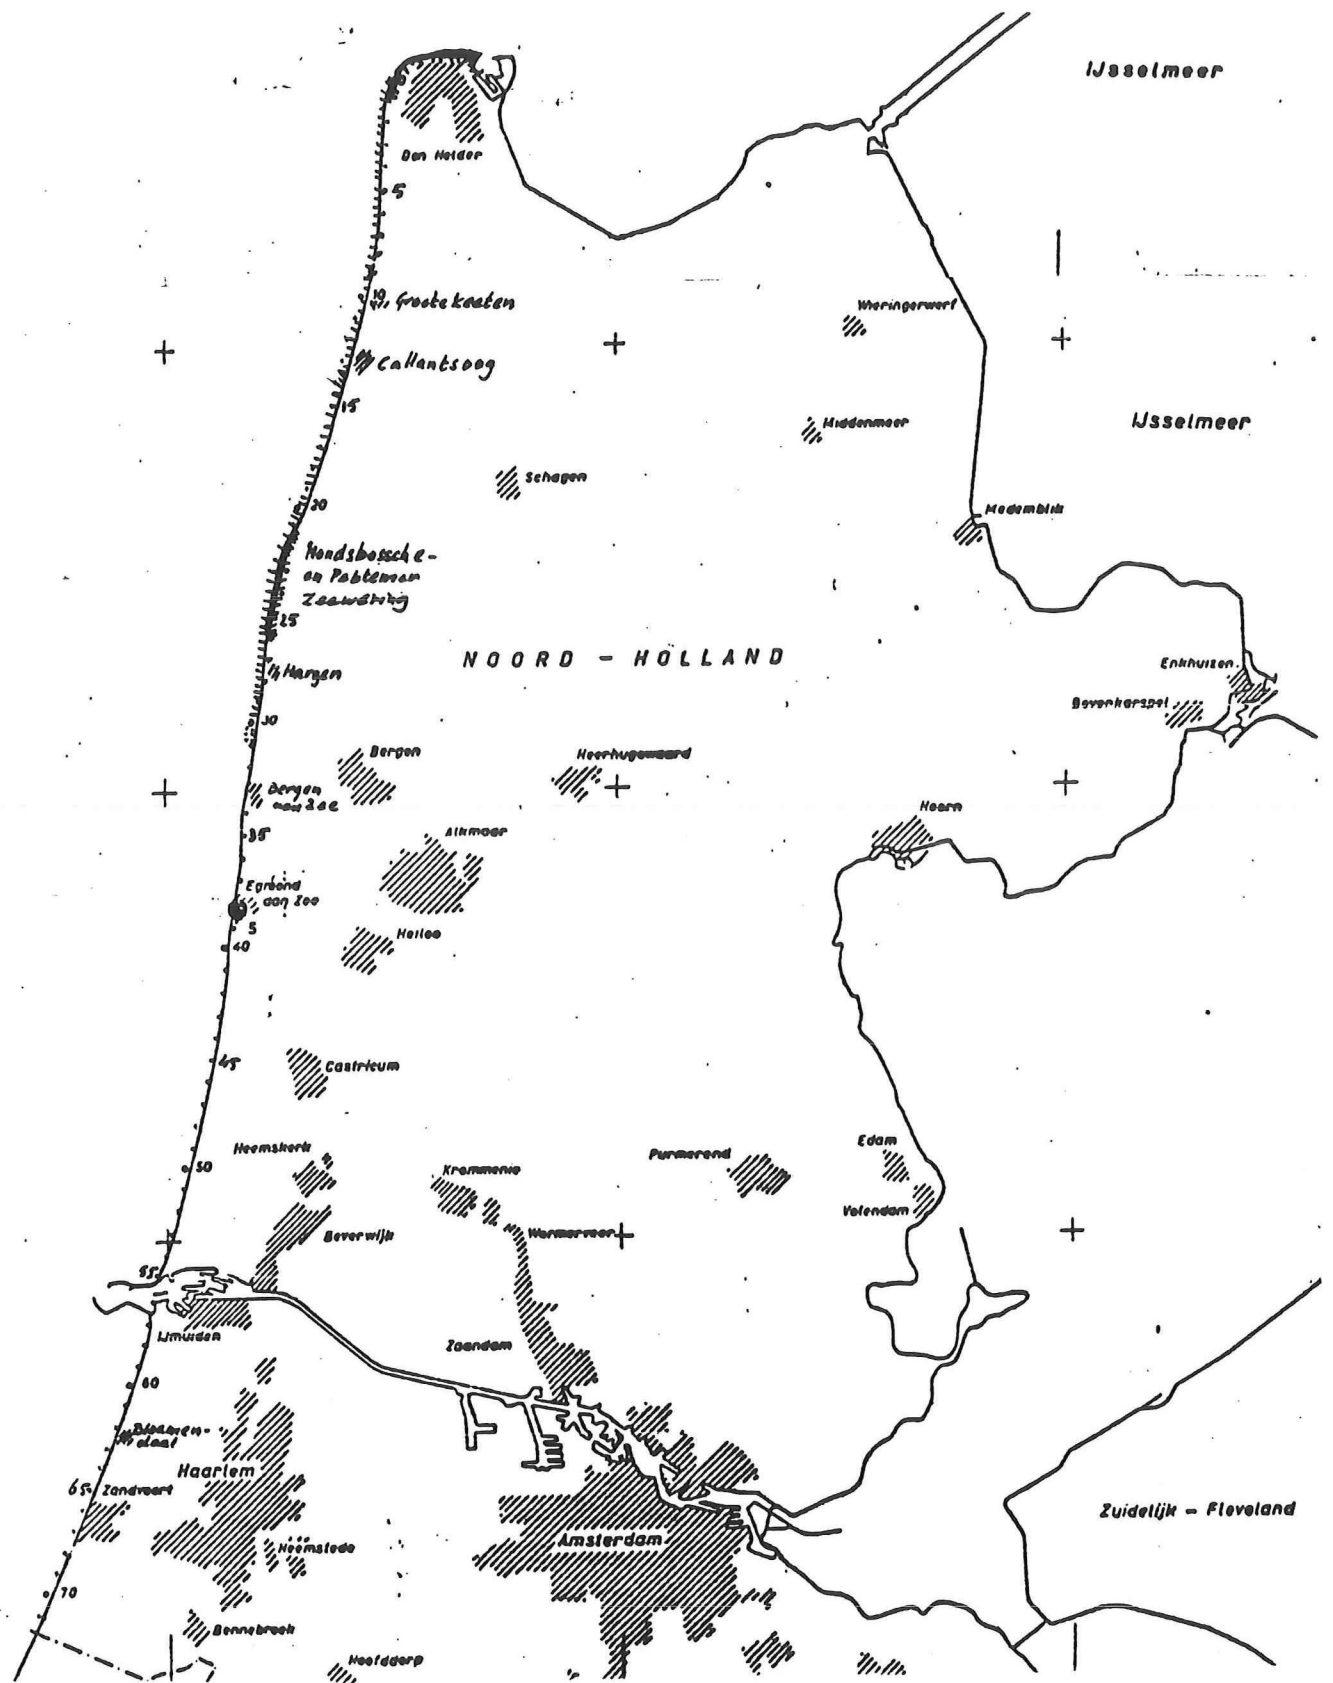 IJsselmeer
Den Helder
5
10
Grootekeeten
Wieringerwerf
Callantsoog
15
Middenmeer
IJsselmeer
Schagen
20
Medemblik
Hondsbossche-
en Pettemer
Zeewering
25
NOORD - HOLLAND
Hargen
Enkhuizen
Bovenkarspel
30
Bergen
Heerhugowaard
Bergen
aan Zee
Hoorn
35
Alkmaar
Egmond
aan Zee
5
40
Heiloo
45
Castricum
Heemskerk
50
Krommenie
Purmerend
Edam
Volendam
Beverwijk
Wormerveer
55
IJmuiden
Zaandam
60
Bloemen-
daal
Haarlem
65
Zandvoort
Zuidelijk - Flevoland
Amsterdam
Heemstede
70
Bennebroek
Hoofddorp